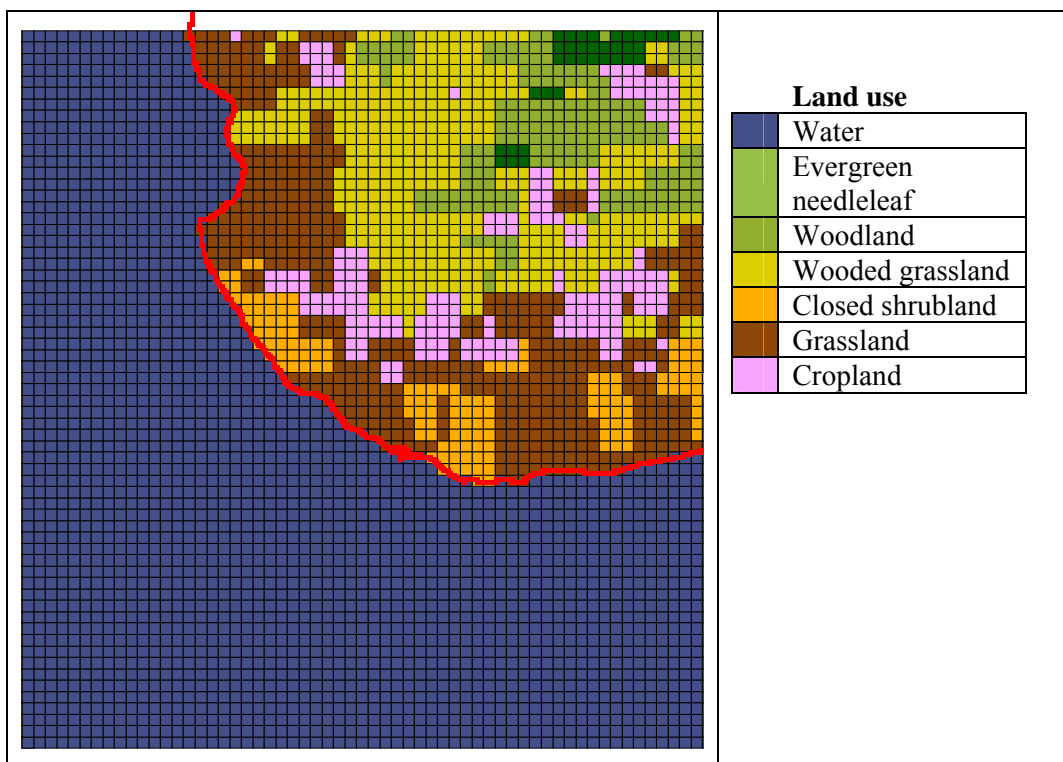 Land use
Water
Evergreen
needleleaf
Woodland
Wooded grassland
Closed shrubland
Grassland
Cropland